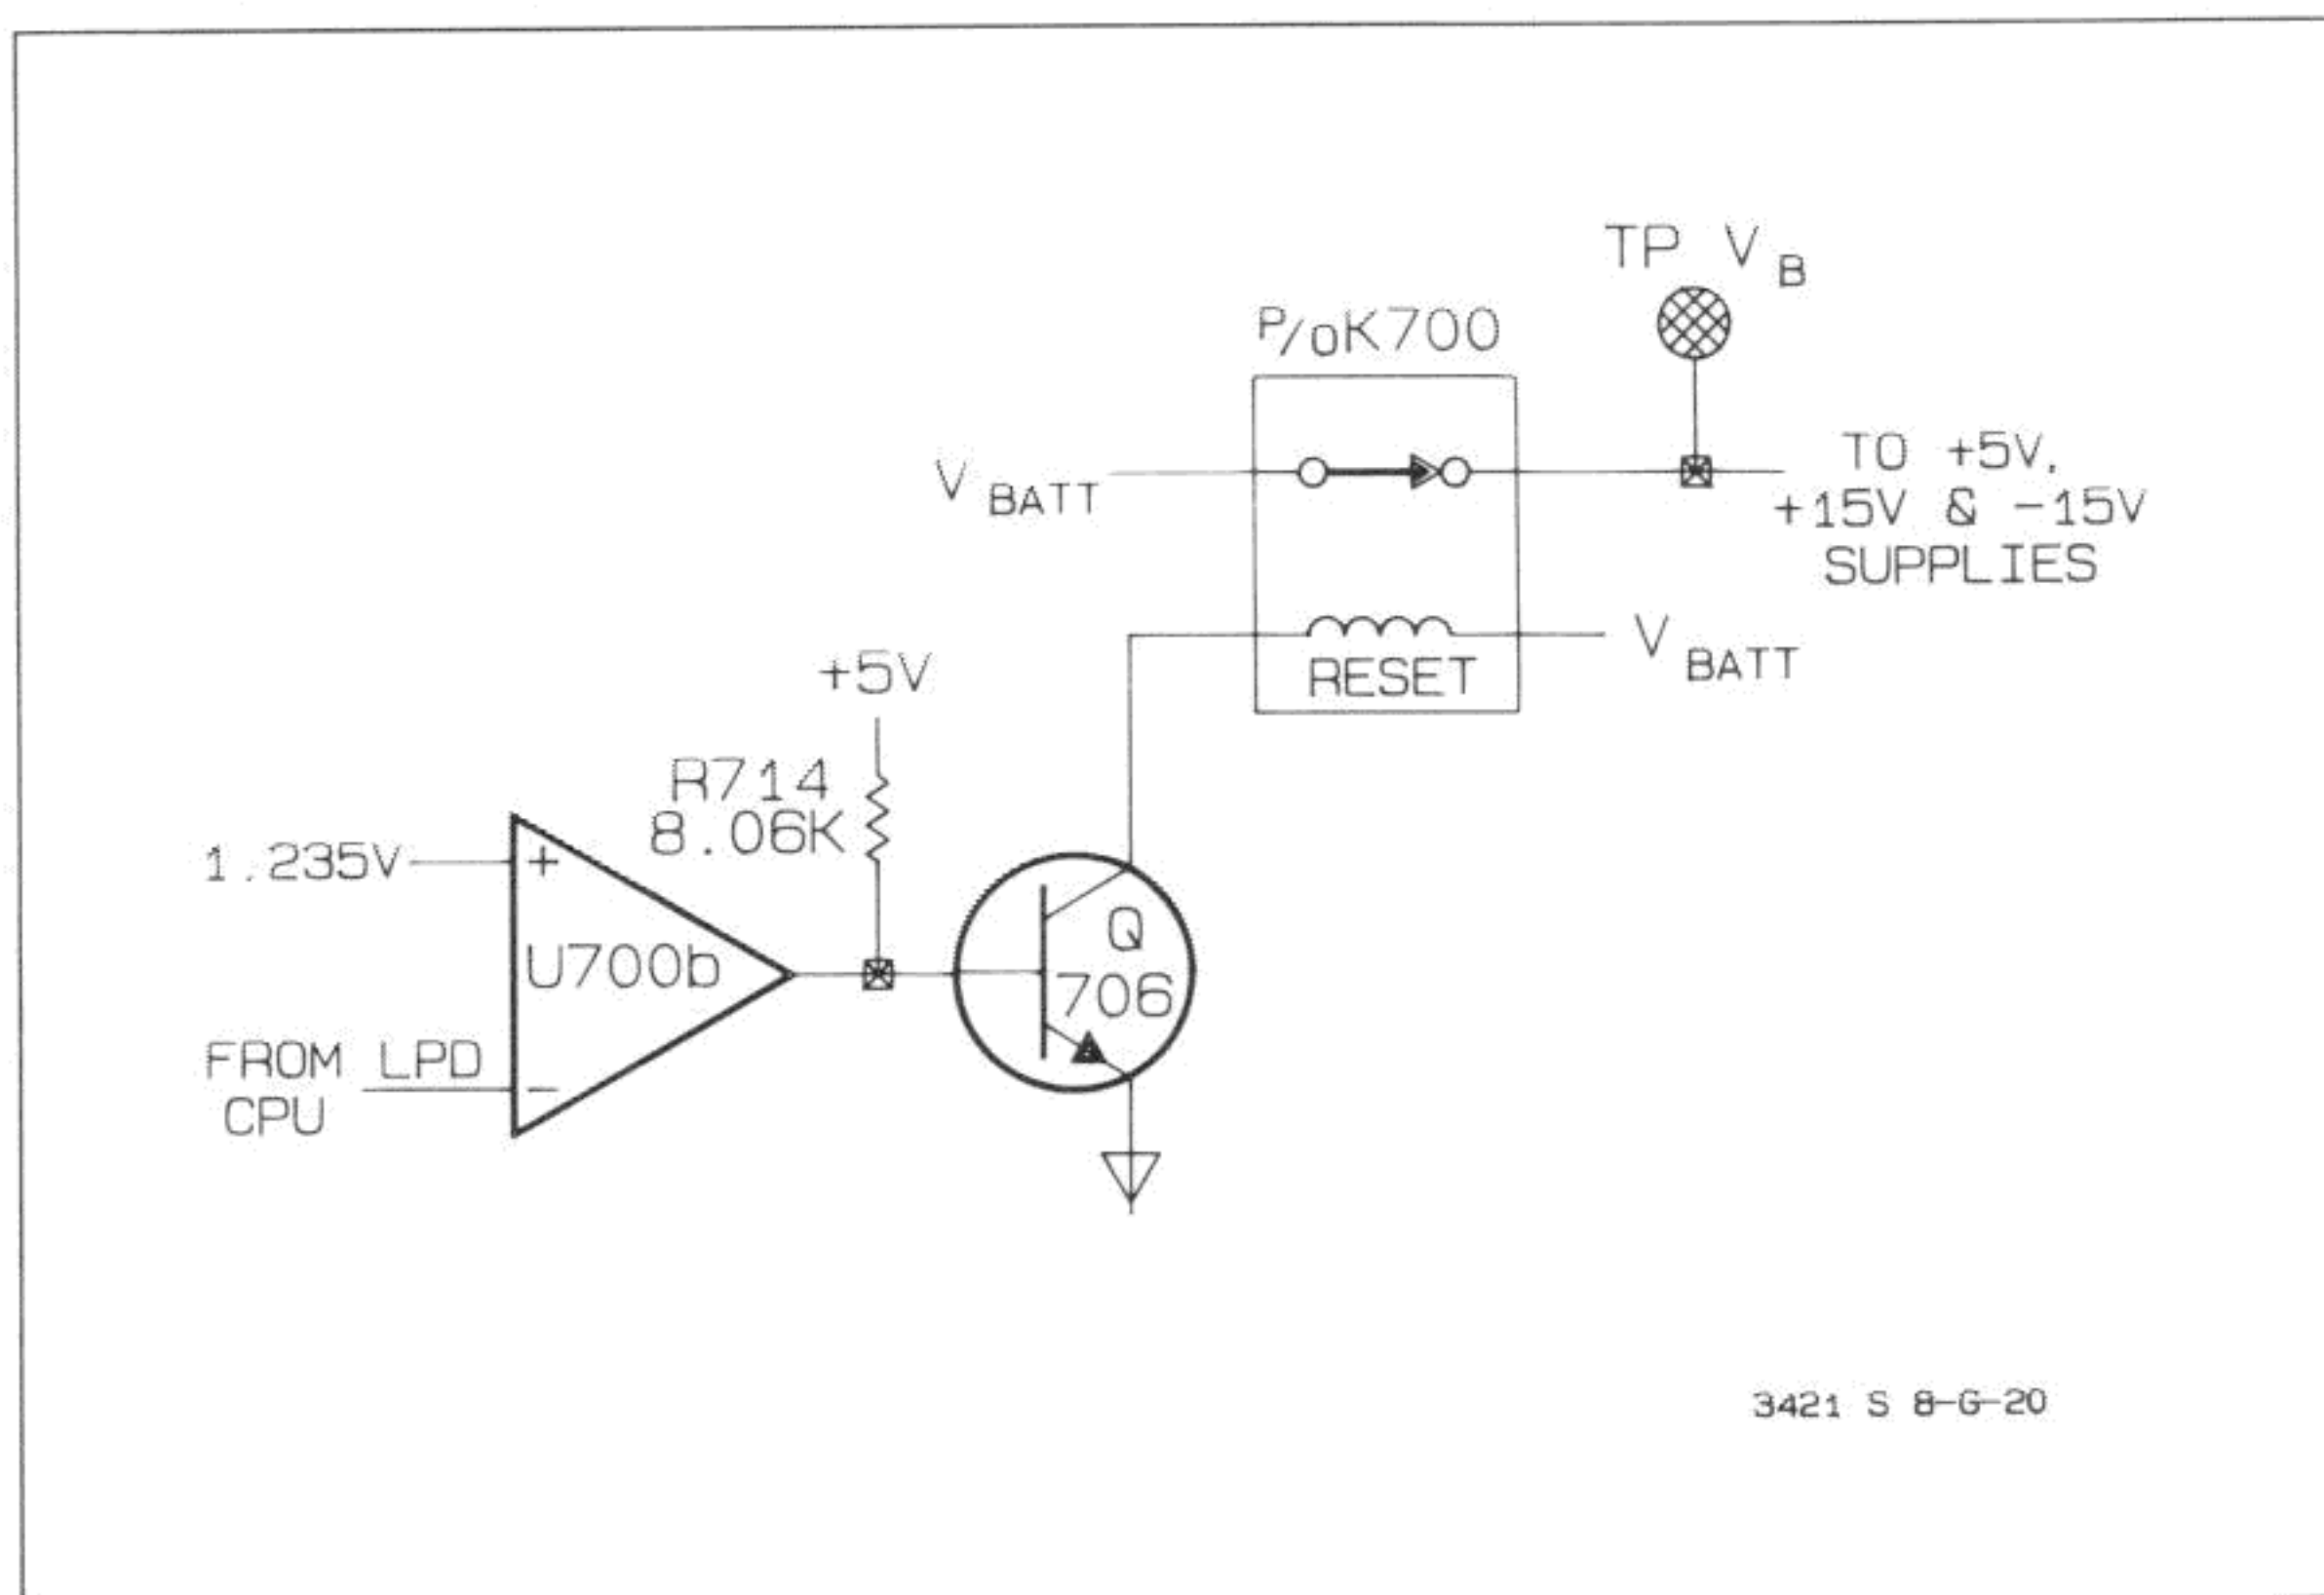 TP V B
P/oK700
V BATT
TO +5V,
+15V & -15V
SUPPLIES
RESET
V BATT
+5V
R714
8.06K
1.235V
+
U700b
Q
706
FROM LPD
CPU
-
3421 S 8-G-20